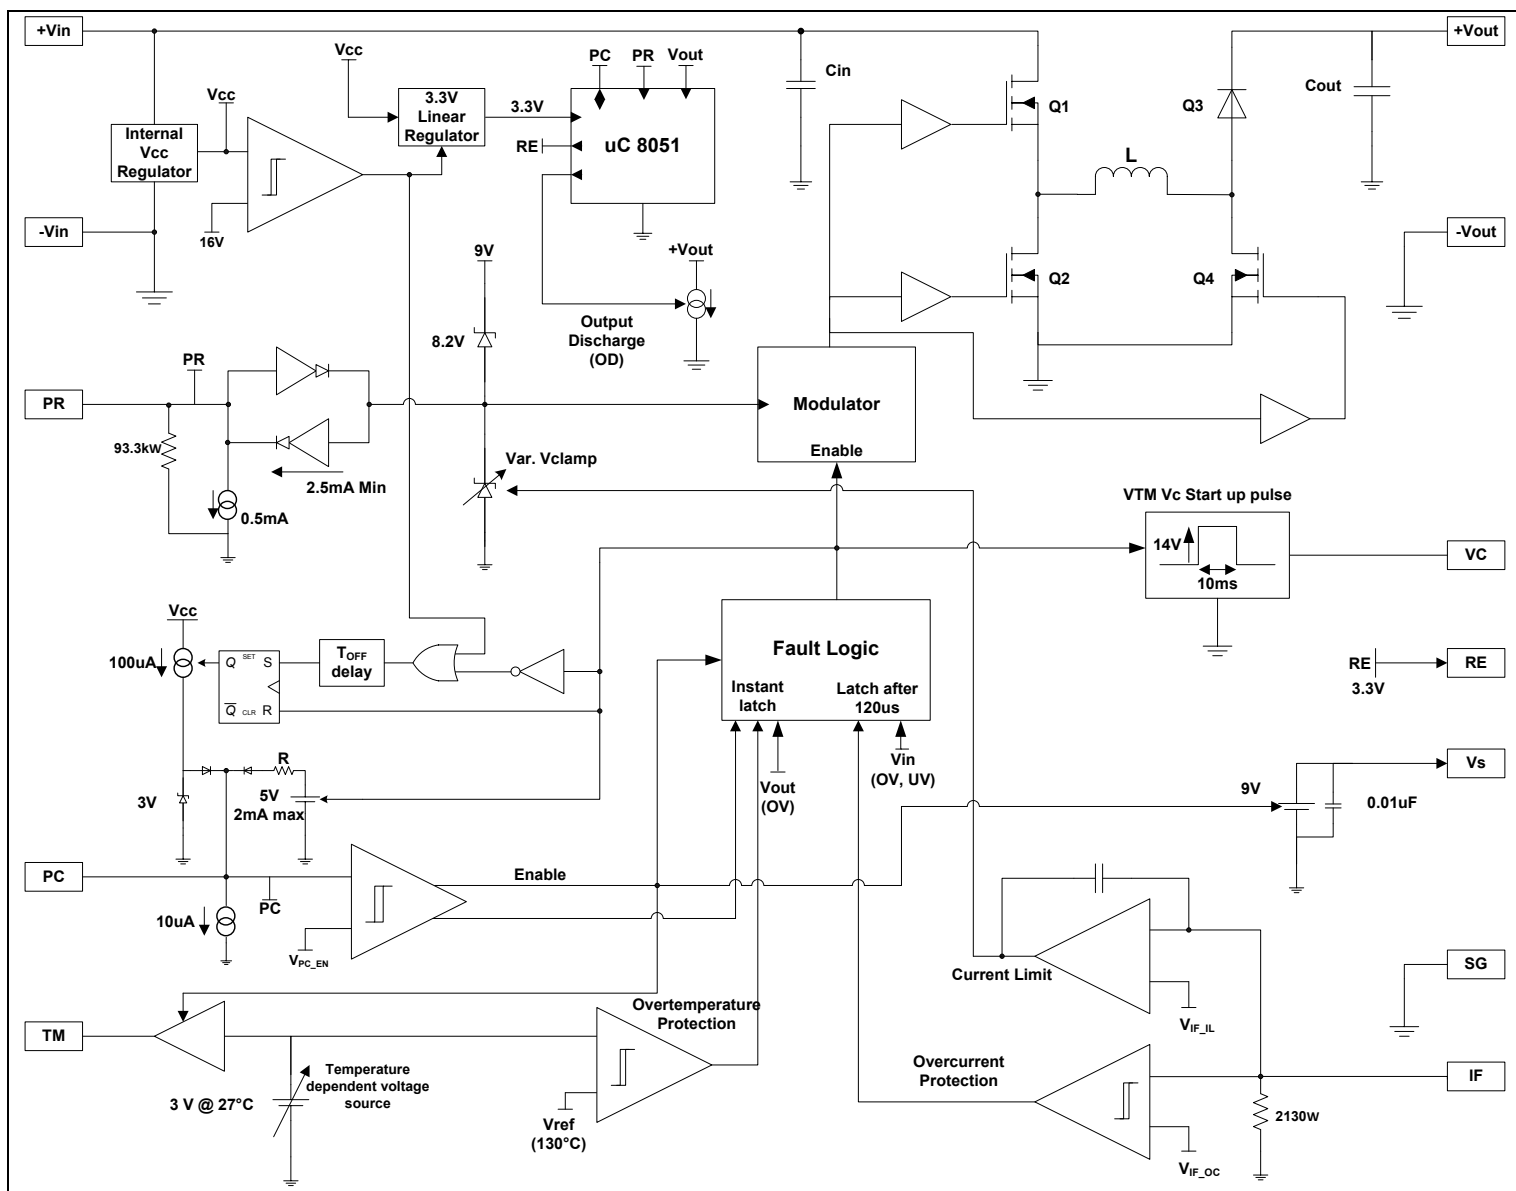 +Vin
+Vout
Vcc
PC
PR
Vout
Cin
Cout
Vcc
3.3V
Linear
Regulator
3.3V
uC 8051
RE
Q1
Q3
Internal
Vcc
Regulator
L
16V
-Vin
-Vout
+Vout
9V
Q2
Q4
Output
Discharge
(OD)
8.2V
PR
PR
Modulator
Enable
93.3kW
2.5mA Min
0.5mA
Var. Vclamp
VTM Vc Start up pulse
14V
10ms
VC
Vcc
100uA
Q
SET
S
Q
CLR
R
TOFF
delay
Fault Logic
Instant
latch
Latch after
120us
RE
3.3V
RE
Vin
(OV, UV)
Vout
(OV)
R
5V
2mA max
3V
9V
0.01uF
Vs
PC
PC
10uA
Enable
VPC_EN
Current Limit
VIF_IL
SG
TM
Overtemperature
Protection
Temperature
dependent voltage
source
3 V @ 27°C
Vref
(130°C)
Overcurrent
Protection
VIF_OC
2130W
IF